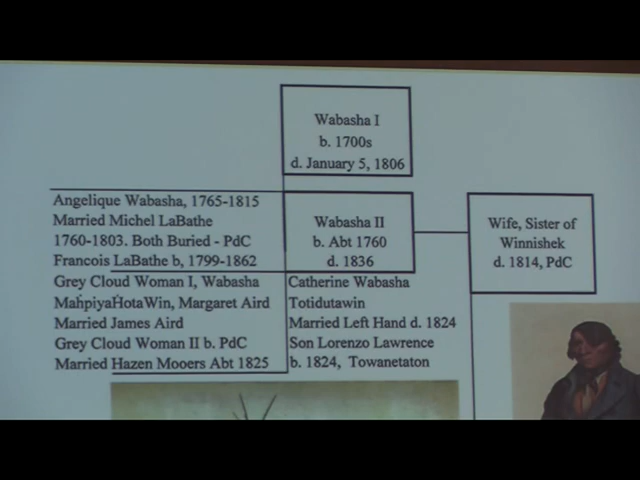 Wabasha I
b. 1700s
d. January 5, 1806
Angelique Wabasha, 1765-1815
Married Michel LaBathe
1760-1803. Both Buried - PdC
Francois LaBathe b, 1799-1862
Grey Cloud Woman I, Wabasha
MaḣpiyaḢotaWin, Margaret Aird
Married James Aird
Grey Cloud Woman II b. PdC
Married Hazen Mooers Abt 1825
Wabasha II
b. Abt 1760
d. 1836
Catherine Wabasha
Totidutawin
Married Left Hand d. 1824
Son Lorenzo Lawrence
b. 1824, Towanetaton
Wife, Sister of
Winnishek
d. 1814, PdC